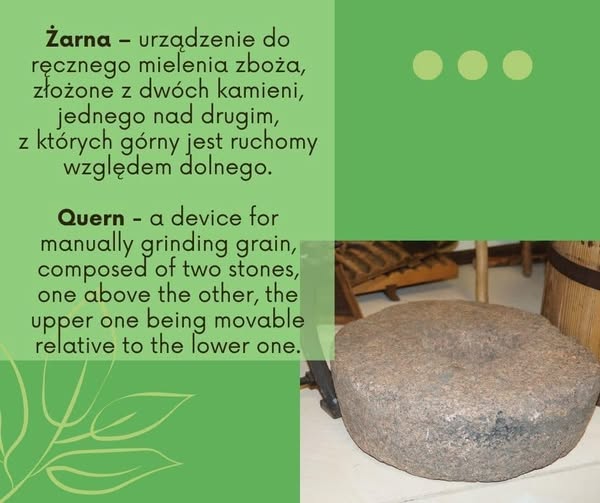 Żarna – urządzenie do
ręcznego mielenia zboża,
złożone z dwóch kamieni,
jednego nad drugim,
z których górny jest ruchomy
względem dolnego.
Quern - a device for
manually grinding grain,
composed of two stones,
one above the other, the
upper one being movable
relative to the lower one.